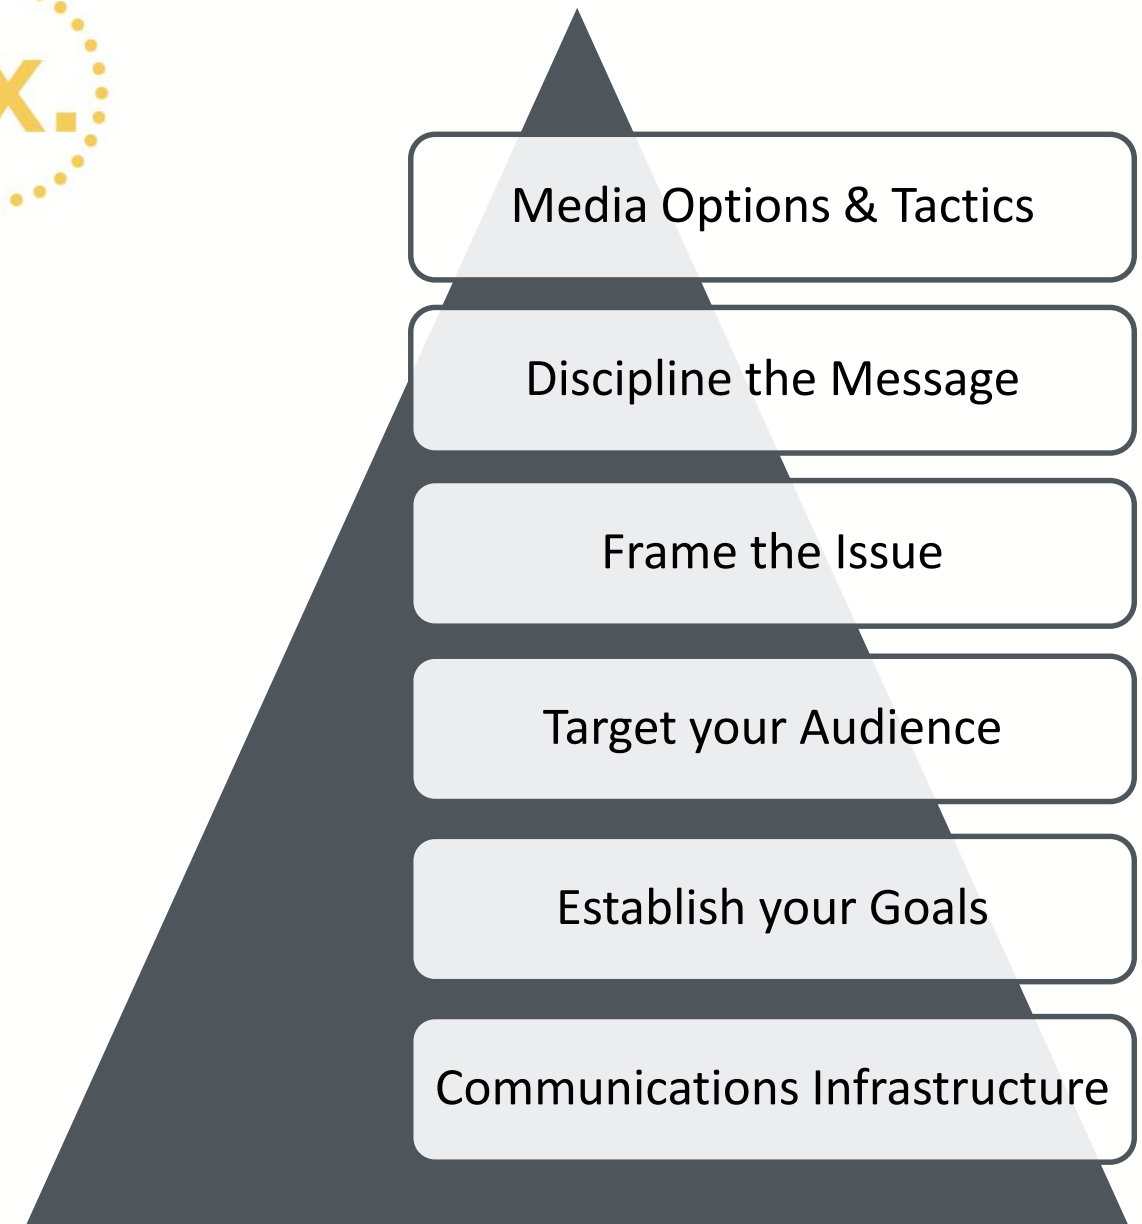 x.
Media Options & Tactics
Discipline the Message
Frame the Issue
Target your Audience
Establish your Goals
Communications Infrastructure